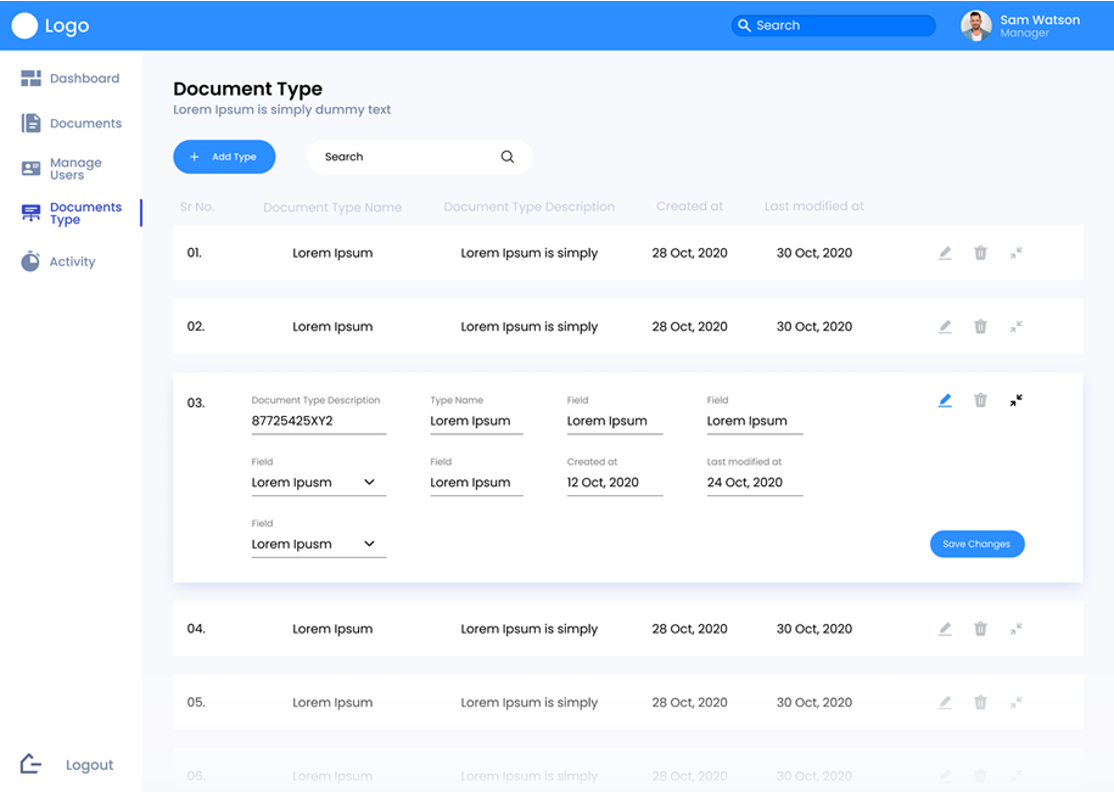 Logo
Search
Sam Watson
Manager
Dashboard
Documents
Manage
Users
Documents
Type
Activity
Logout
Document Type
Lorem Ipsum is simply dummy text
+ Add Type
Search
Sr No. Document Type Name Document Type Description Created at Last modified at
01. Lorem Ipsum Lorem Ipsum is simply 28 Oct, 2020 30 Oct, 2020
02. Lorem Ipsum Lorem Ipsum is simply 28 Oct, 2020 30 Oct, 2020
03.
Document Type Description Type Name Field Field
87725425XY2 Lorem Ipsum Lorem Ipsum Lorem Ipsum
Field Field Created at Last modified at
Lorem Ipusm Lorem Ipsum 12 Oct, 2020 24 Oct, 2020
Field
Lorem Ipusm
Save Changes
04. Lorem Ipsum Lorem Ipsum is simply 28 Oct, 2020 30 Oct, 2020
05. Lorem Ipsum Lorem Ipsum is simply 28 Oct, 2020 30 Oct, 2020
06. Lorem Ipsum Lorem Ipsum is simply 28 Oct, 2020 30 Oct, 2020